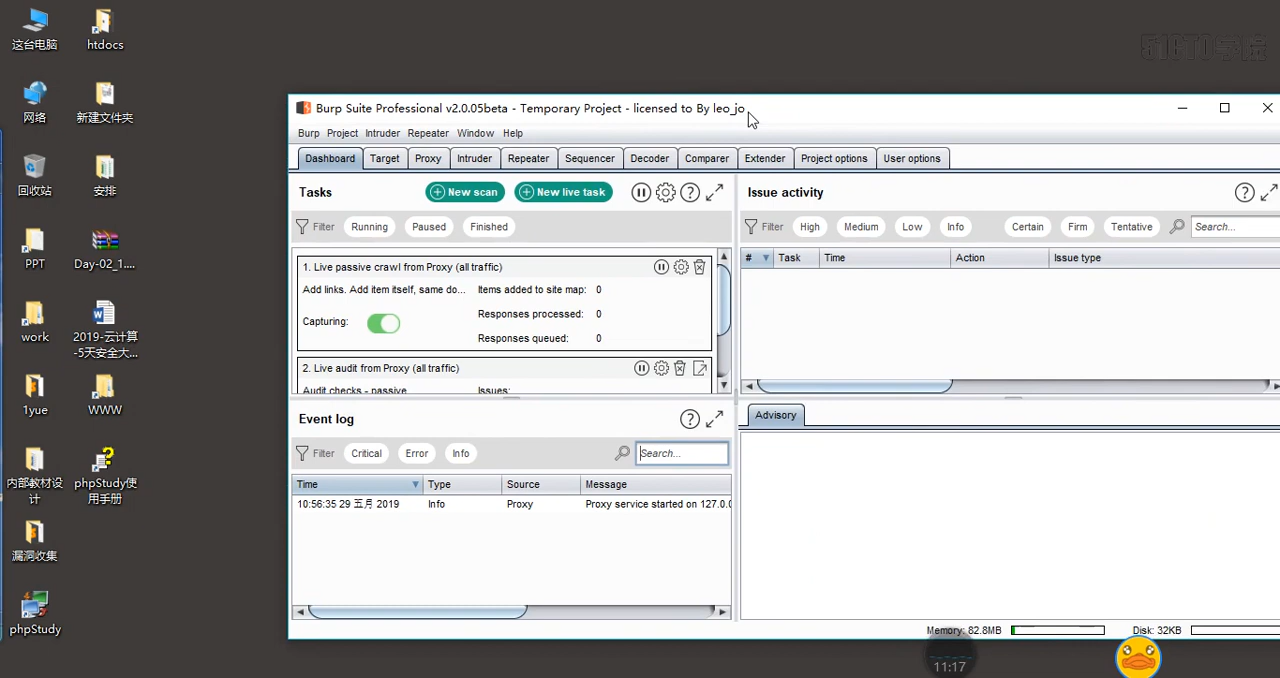 51CTO学院
这台电脑
htdocs
网络
新建文件夹
回收站
安排
PPT
Day-02_1....
work
2019-云计算
-5天安全大...
1yue
WWW
内部教材设
计
phpStudy使
用手册
漏洞收集
phpStudy
Burp Suite Professional v2.0.05beta - Temporary Project - licensed to By leo_jo
Burp Project Intruder Repeater Window Help
Dashboard Target Proxy Intruder Repeater Sequencer Decoder Comparer Extender Project options User options
Tasks New scan New live task
Filter Running Paused Finished
1. Live passive crawl from Proxy (all traffic)
Add links. Add item itself, same do... Items added to site map: 0
Responses processed: 0
Capturing:
Responses queued: 0
2. Live audit from Proxy (all traffic)
Audit checks - passive Issues:
Issue activity
Filter High Medium Low Info Certain Firm Tentative Search...
# Task Time Action Issue type
Event log
Filter Critical Error Info Search...
Time Type Source Message
10:56:35 29 五月 2019 Info Proxy Proxy service started on 127.0.0
Advisory
Memory: 82.8MB Disk: 32KB
11:17